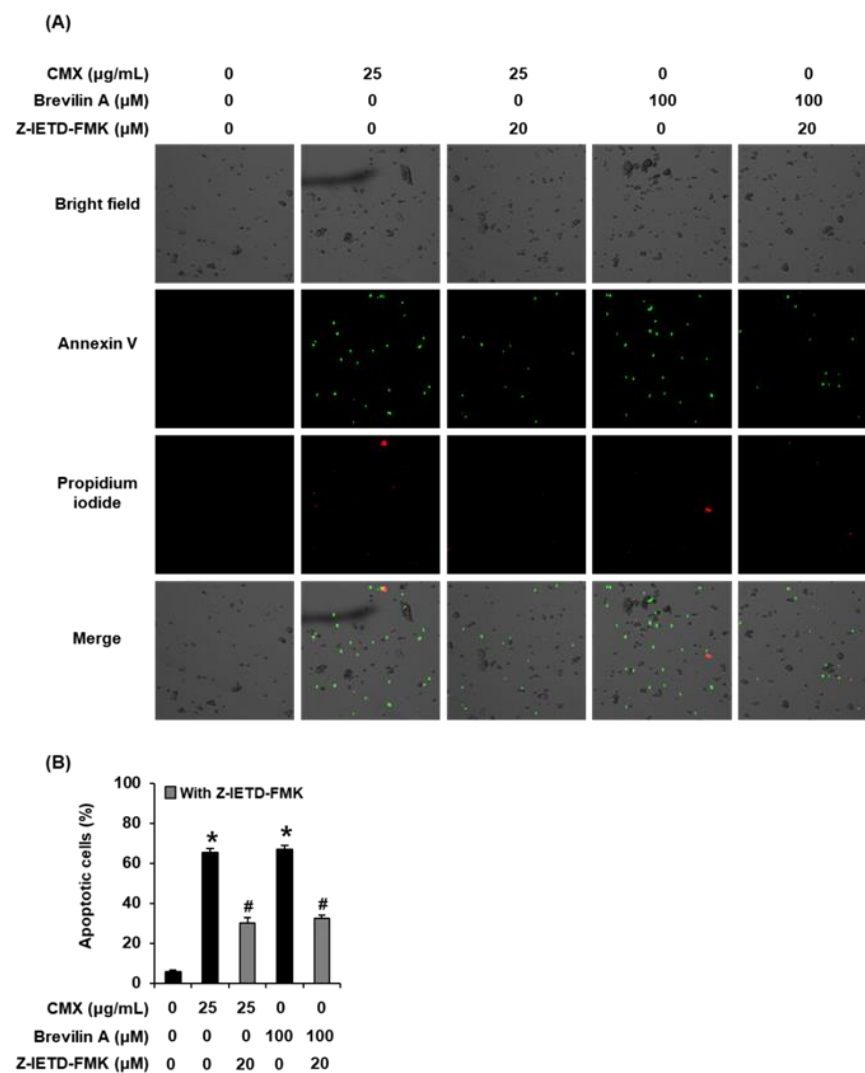 (A)
CMX (µg/mL) 0 25 25 0 0
Brevilin A (µM) 0 0 0 100 100
Z-IETD-FMK (µM) 0 0 20 0 20
Bright field
Annexin V
Propidium
iodide
Merge
(B)
100
80
60
40
20
0
Apoptotic cells (%)
With Z-IETD-FMK
* # * #
CMX (µg/mL) 0 25 25 0 0
Brevilin A (µM) 0 0 0 100 100
Z-IETD-FMK (µM) 0 0 20 0 20